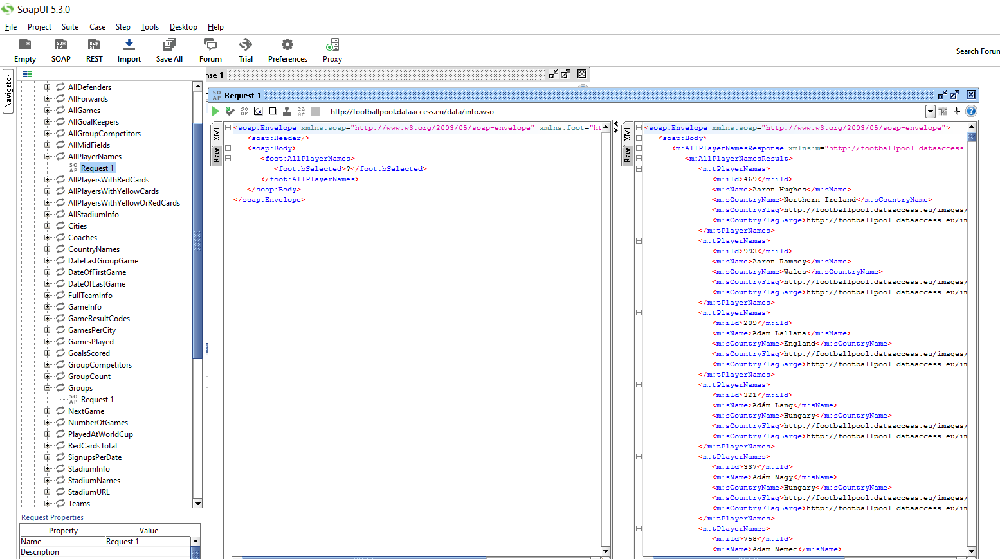 SoapUI 5.3.0
File Project Suite Case Step Tools Desktop Help
Empty SOAP REST Import Save All Forum Trial Preferences Proxy
Search Forum
Navigator
AllDefenders
AllForwards
AllGames
AllGoalKeepers
AllGroupCompetitors
AllMidFields
AllPlayerNames
Request 1
AllPlayersWithRedCards
AllPlayersWithYellowCards
AllPlayersWithYellowOrRedCards
AllStadiumInfo
Cities
Coaches
CountryNames
DateLastGroupGame
DateOfFirstGame
DateOfLastGame
FullTeamInfo
GameInfo
GameResultCodes
GamesPerCity
GamesPlayed
GoalsScored
GroupCompetitors
GroupCount
Groups
Request 1
NextGame
NumberOfGames
PlayedAtWorldCup
RedCardsTotal
SignupsPerDate
StadiumInfo
StadiumNames
StadiumURL
Teams
Request Properties
Property Value
Name Request 1
Description
nse 1
Request 1
http://footballpool.dataaccess.eu/data/info.wso
XML
Raw
<soap:Envelope xmlns:soap="http://www.w3.org/2003/05/soap-envelope" xmlns:foot="ht
<soap:Header/>
<soap:Body>
<foot:AllPlayerNames>
<foot:bSelected>?</foot:bSelected>
</foot:AllPlayerNames>
</soap:Body>
</soap:Envelope>
XML
Raw
<soap:Envelope xmlns:soap="http://www.w3.org/2003/05/soap-envelope">
<soap:Body>
<m:AllPlayerNamesResponse xmlns:m="http://footballpool.dataaccess.
<m:AllPlayerNamesResult>
<m:tPlayerNames>
<m:iId>469</m:iId>
<m:sName>Aaron Hughes</m:sName>
<m:sCountryName>Northern Ireland</m:sCountryName>
<m:sCountryFlag>http://footballpool.dataaccess.eu/images/
<m:sCountryFlagLarge>http://footballpool.dataaccess.eu/im
</m:tPlayerNames>
<m:tPlayerNames>
<m:iId>993</m:iId>
<m:sName>Aaron Ramsey</m:sName>
<m:sCountryName>Wales</m:sCountryName>
<m:sCountryFlag>http://footballpool.dataaccess.eu/images/
<m:sCountryFlagLarge>http://footballpool.dataaccess.eu/im
</m:tPlayerNames>
<m:tPlayerNames>
<m:iId>209</m:iId>
<m:sName>Adam Lallana</m:sName>
<m:sCountryName>England</m:sCountryName>
<m:sCountryFlag>http://footballpool.dataaccess.eu/images/
<m:sCountryFlagLarge>http://footballpool.dataaccess.eu/im
</m:tPlayerNames>
<m:tPlayerNames>
<m:iId>321</m:iId>
<m:sName>Adám Lang</m:sName>
<m:sCountryName>Hungary</m:sCountryName>
<m:sCountryFlag>http://footballpool.dataaccess.eu/images/
<m:sCountryFlagLarge>http://footballpool.dataaccess.eu/im
</m:tPlayerNames>
<m:tPlayerNames>
<m:iId>337</m:iId>
<m:sName>Adám Nagy</m:sName>
<m:sCountryName>Hungary</m:sCountryName>
<m:sCountryFlag>http://footballpool.dataaccess.eu/images/
<m:sCountryFlagLarge>http://footballpool.dataaccess.eu/im
</m:tPlayerNames>
<m:tPlayerNames>
<m:iId>758</m:iId>
<m:sName>Adam Nemec</m:sName>